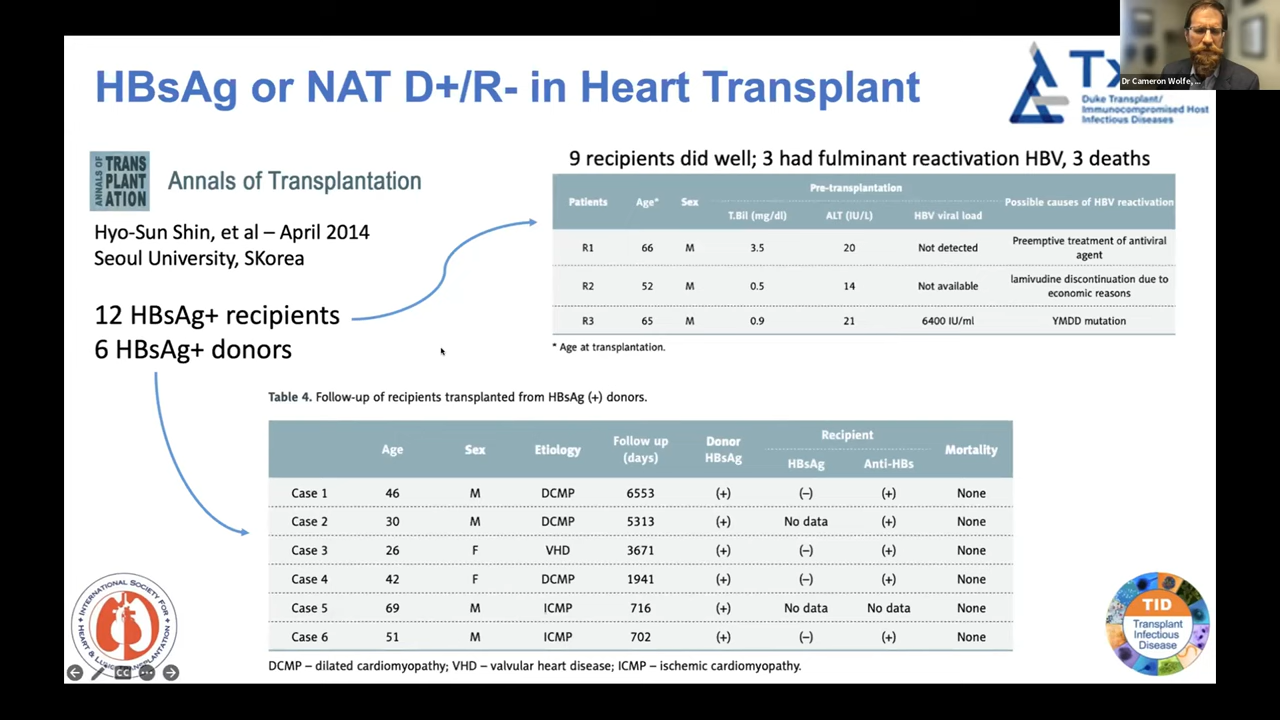 Dr Cameron Wolfe, ...
HBsAg or NAT D+/R- in Heart Transplant
Duke Transplant/
Immunocompromised Host
Infectious Diseases
ANNALS OF
TRANS
PLANT
ATION
Annals of Transplantation
Hyo-Sun Shin, et al – April 2014
Seoul University, SKorea
12 HBsAg+ recipients
6 HBsAg+ donors
9 recipients did well; 3 had fulminant reactivation HBV, 3 deaths
Patients Age* Sex Pre-transplantation Possible causes of HBV reactivation
T.Bil (mg/dl) ALT (IU/L) HBV viral load
R1 66 M 3.5 20 Not detected Preemptive treatment of antiviral
agent
R2 52 M 0.5 14 Not available lamivudine discontinuation due to
economic reasons
R3 65 M 0.9 21 6400 IU/ml YMDD mutation
* Age at transplantation.
Table 4. Follow-up of recipients transplanted from HBsAg (+) donors.
Age Sex Etiology Follow up
(days) Donor
HBsAg Recipient Mortality
HBsAg Anti-HBs
Case 1 46 M DCMP 6553 (+) (–) (+) None
Case 2 30 M DCMP 5313 (+) No data (+) None
Case 3 26 F VHD 3671 (+) (–) (+) None
Case 4 42 F DCMP 1941 (+) (–) (+) None
Case 5 69 M ICMP 716 (+) No data No data None
Case 6 51 M ICMP 702 (+) (–) (+) None
DCMP – dilated cardiomyopathy; VHD – valvular heart disease; ICMP – ischemic cardiomyopathy.
INTERNATIONAL SOCIETY FOR
HEART & LUNG TRANSPLANTATION
CC
TID
Transplant
Infectious
Disease